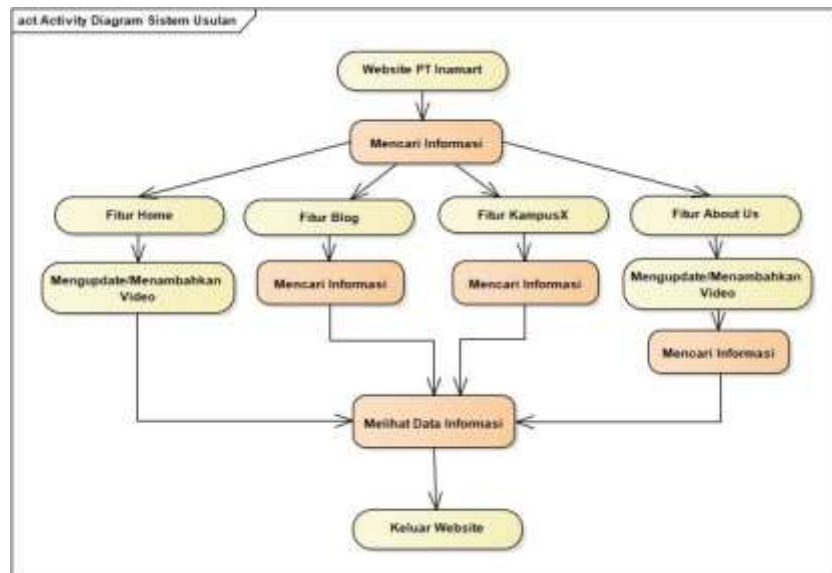 act Activity Diagram Sistem Usulan
Website PT Inamart
Mencari Informasi
Fitur Home
Fitur Blog
Fitur KampusX
Fitur About Us
Mengupdate/Menambahkan
Video
Mencari Informasi
Mencari Informasi
Mengupdate/Menambahkan
Video
Mencari Informasi
Melihat Data Informasi
Keluar Website